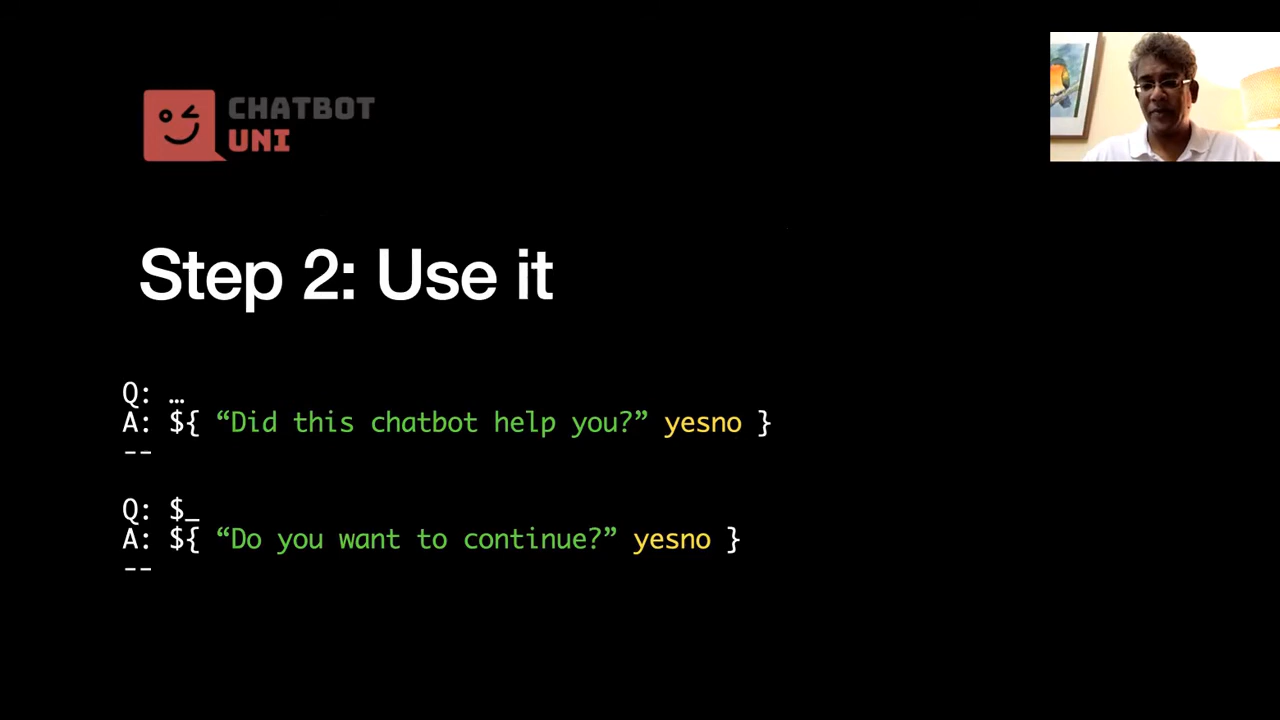 CHATBOT
UNI
Step 2: Use it
Q: …
A: ${ “Did this chatbot help you?” yesno }
--
Q: $_
A: ${ “Do you want to continue?” yesno }
--